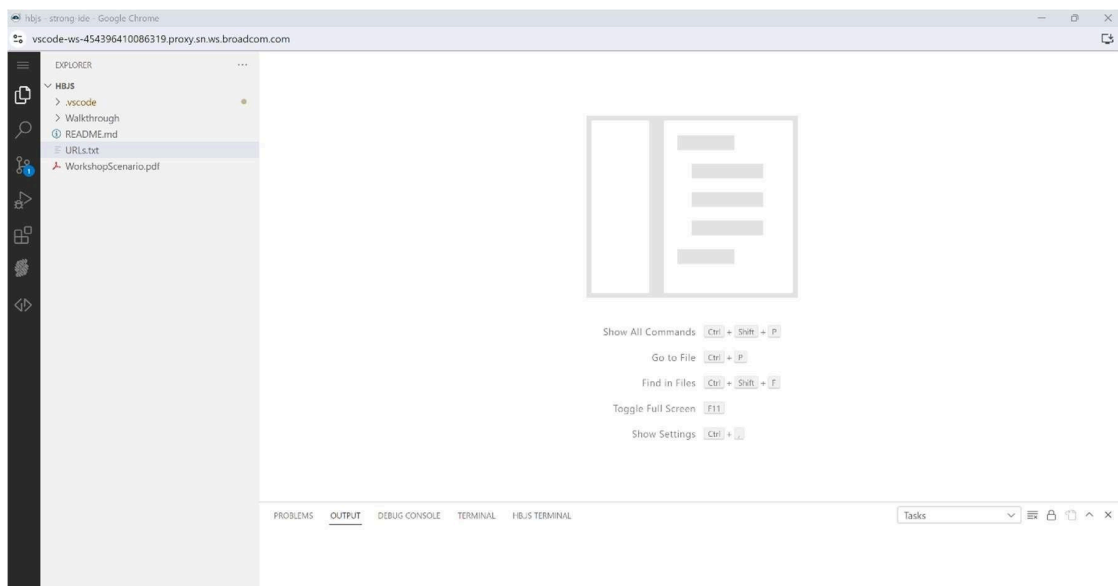 hbjs - strong-ide - Google Chrome
vscode-ws-454396410086319.proxy.sn.ws.broadcom.com
EXPLORER ...
HBJS
.vscode
Walkthrough
README.md
URLs.txt
WorkshopScenario.pdf
1
Show All Commands Ctrl + Shift + P
Go to File Ctrl + P
Find in Files Ctrl + Shift + F
Toggle Full Screen F11
Show Settings Ctrl + ,
PROBLEMS OUTPUT DEBUG CONSOLE TERMINAL HBJS TERMINAL Tasks